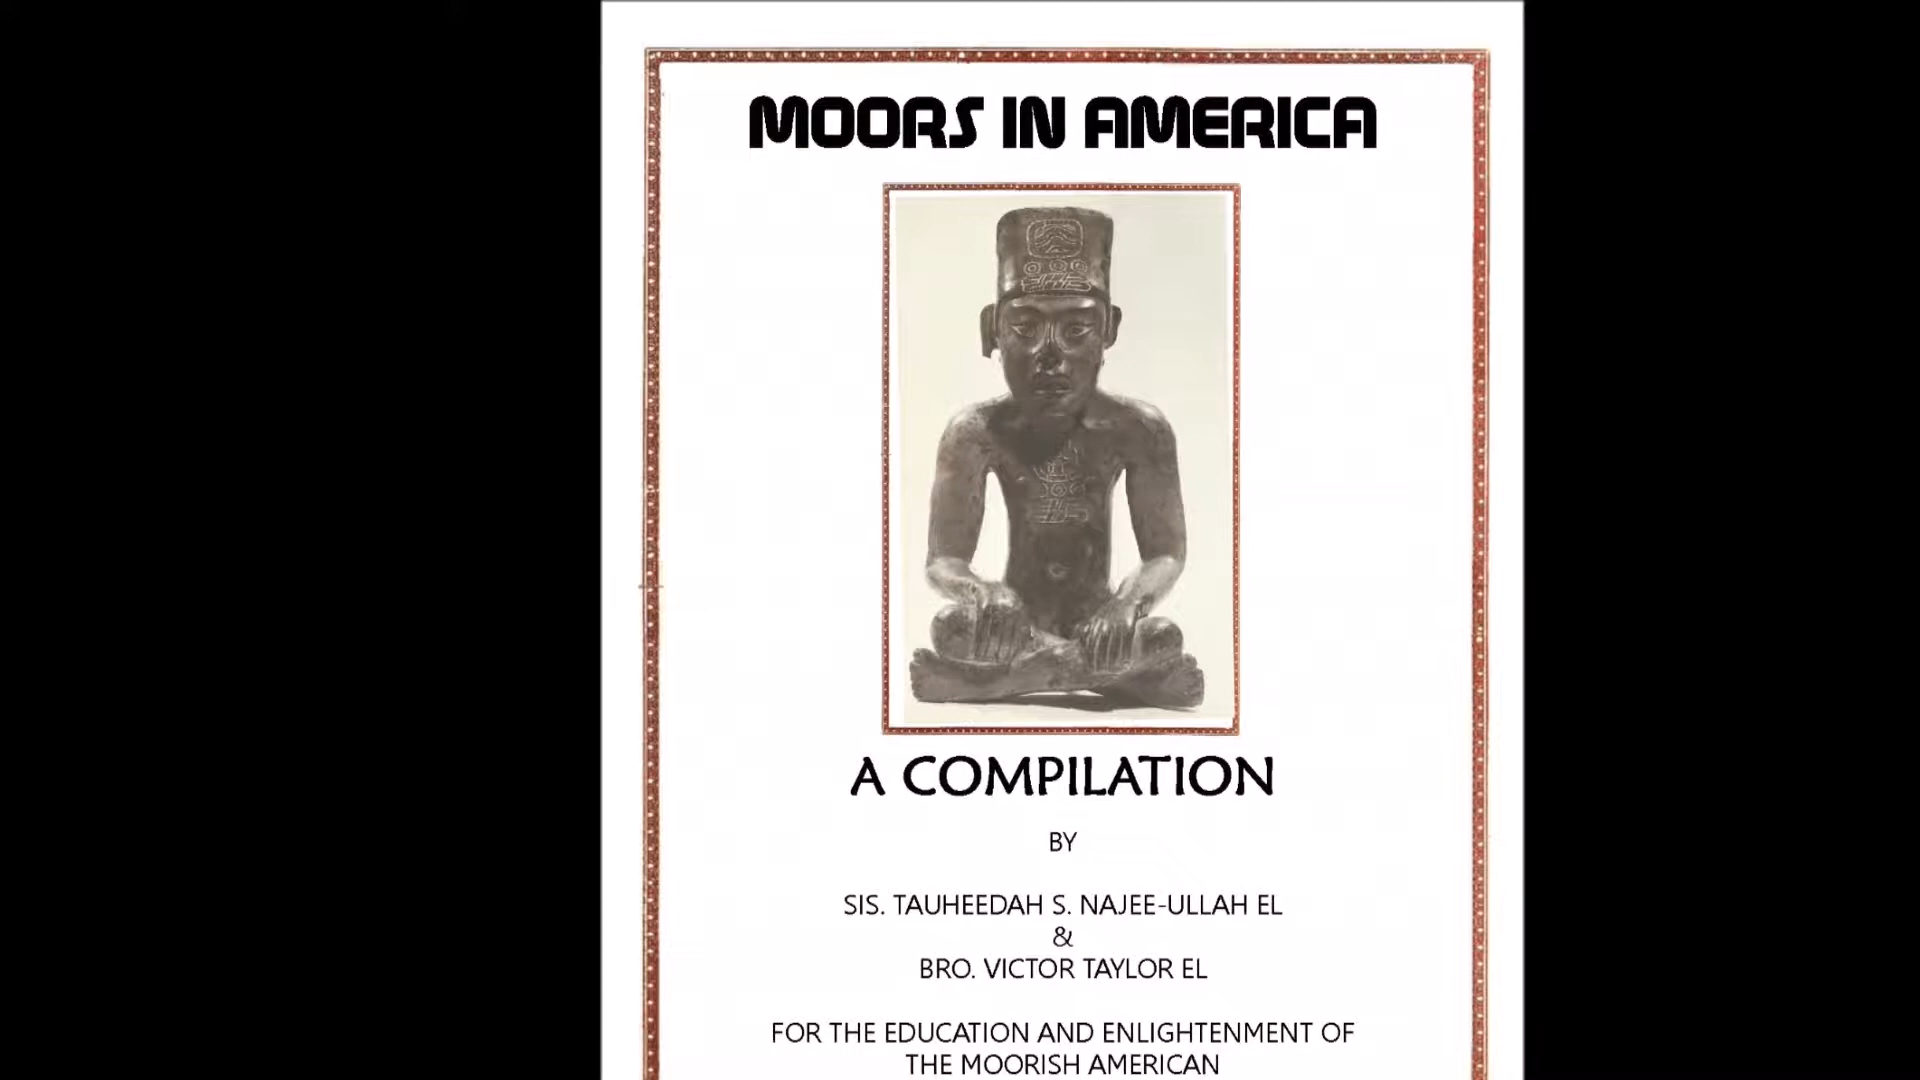 MOORS IN AMERICA
A COMPILATION
BY
SIS. TAUHEEDAH S. NAJEE-ULLAH EL
&
BRO. VICTOR TAYLOR EL
FOR THE EDUCATION AND ENLIGHTENMENT OF
THE MOORISH AMERICAN